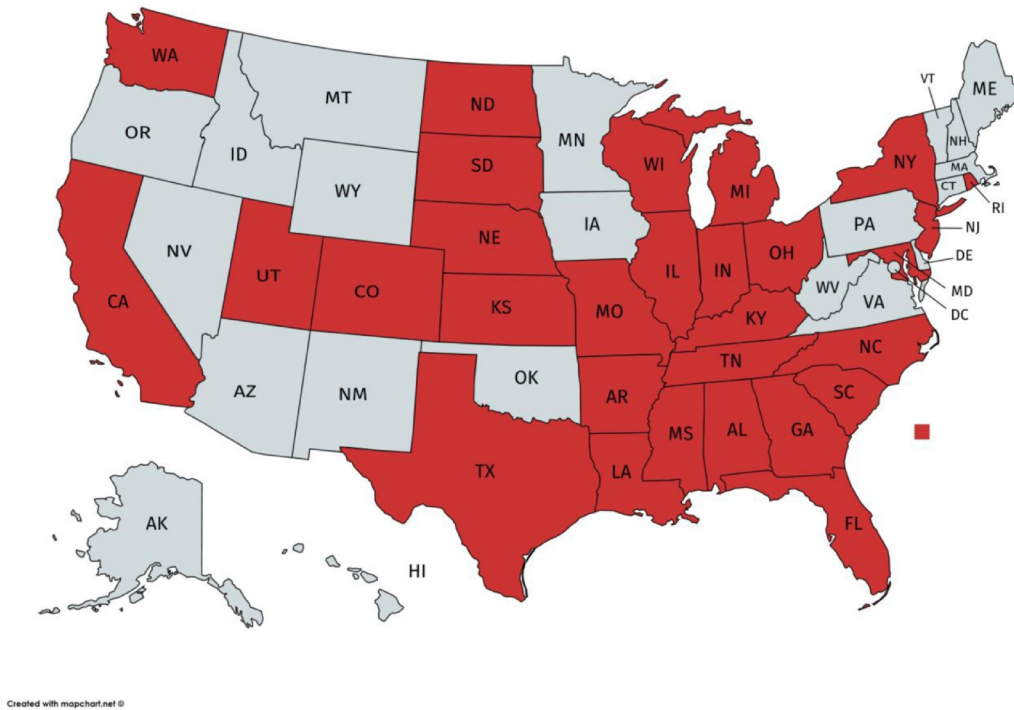 WA
MT
ND
MN
VT
ME
OR
ID
SD
WI
NH
NY
MA
WY
MI
CT
RI
IA
PA
NJ
NE
NV
OH
DE
UT
IL
IN
CO
WV
MD
CA
KS
MO
VA
DC
KY
NC
TN
OK
AZ
NM
AR
SC
MS
AL
GA
TX
LA
FL
AK
HI
Created with mapchart.net ©